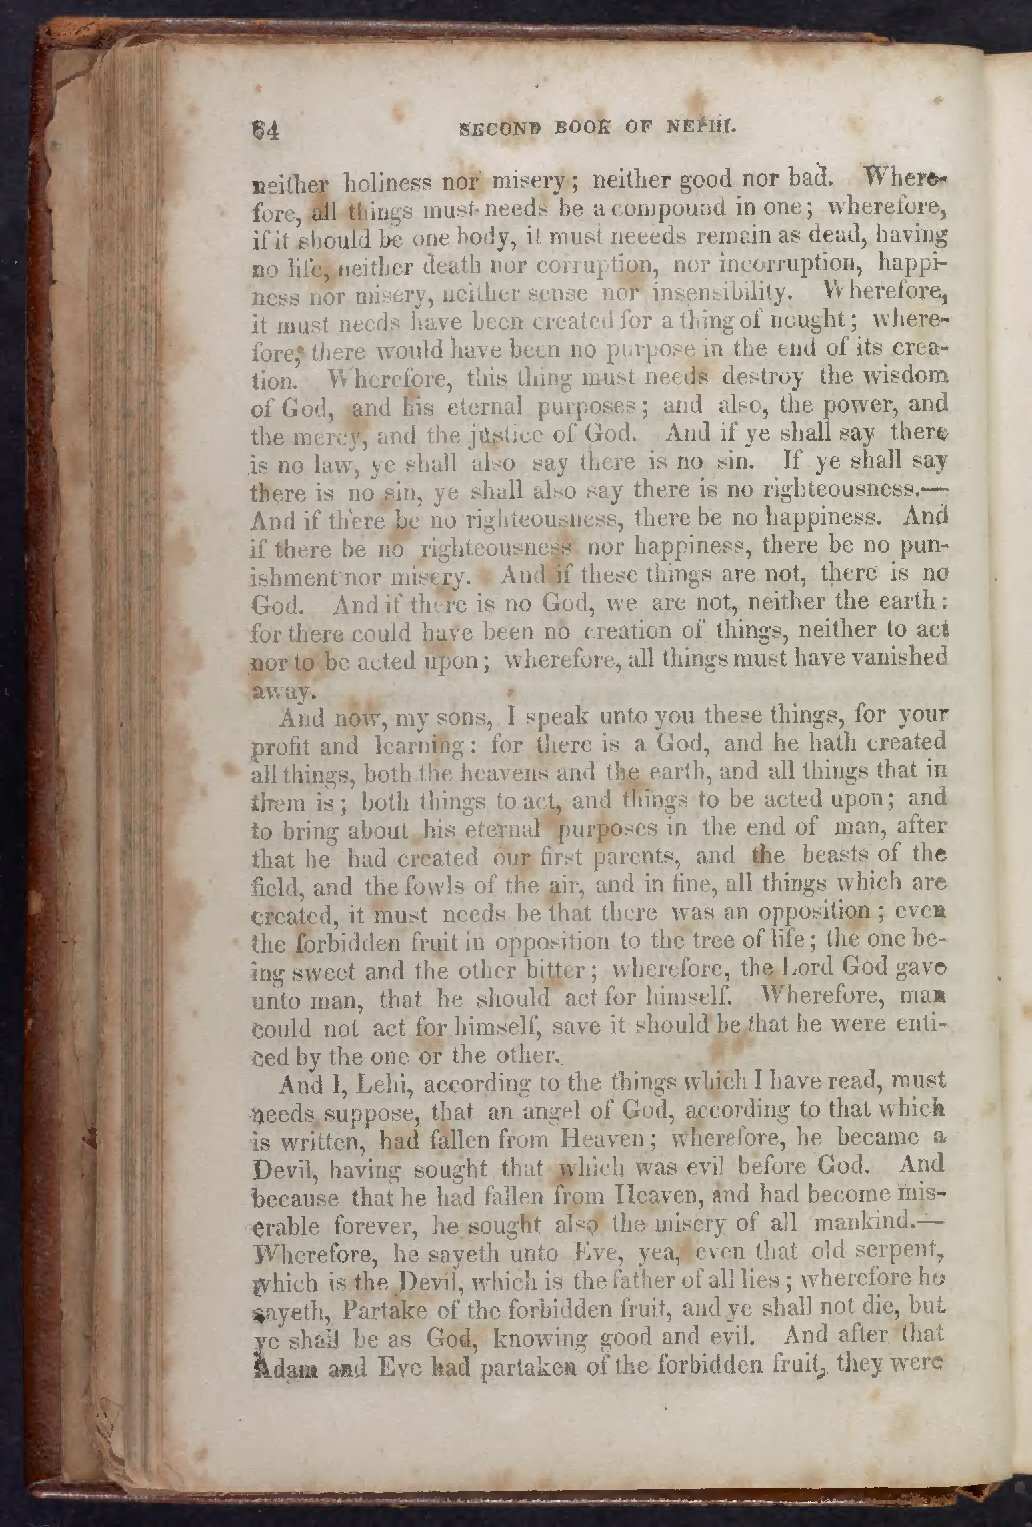 64 SECOND BOOK OF NEPHI.
neither holiness nor misery; neither good nor bad. Where-
fore, all things must needs be a compound in one; wherefore,
if it should be one body, it must neeeds remain as dead, having
no life, neither death nor corruption, nor incorruption, happi-
ness nor misery, neither sense nor insensibility. Wherefore,
it must needs have been created for a thing of nought; where-
fore, there would have been no purpose in the end of its crea-
tion. Wherefore, this thing must needs destroy the wisdom
of God, and his eternal purposes; and also, the power, and
the mercy, and the justice of God. And if ye shall say there
is no law, ye shall also say there is no sin. If ye shall say
there is no sin, ye shall also say there is no righteousness.—
And if there be no righteousness, there be no happiness. And
if there be no righteousness nor happiness, there be no pun-
ishment nor misery. And if these things are not, there is no
God. And if there is no God, we are not, neither the earth:
for there could have been no creation of things, neither to act
nor to be acted upon; wherefore, all things must have vanished
away.
And now, my sons, I speak unto you these things, for your
profit and learning: for there is a God, and he hath created
all things, both the heavens and the earth, and all things that in
them is; both things to act, and things to be acted upon; and
to bring about his eternal purposes in the end of man, after
that he had created our first parents, and the beasts of the
field, and the fowls of the air, and in fine, all things which are
created, it must needs be that there was an opposition; even
the forbidden fruit in opposition to the tree of life; the one be-
ing sweet and the other bitter; wherefore, the Lord God gave
unto man, that he should act for himself. Wherefore, man
could not act for himself, save it should be that he were enti-
ced by the one or the other.
And I, Lehi, according to the things which I have read, must
needs suppose, that an angel of God, according to that which
is written, had fallen from Heaven; wherefore, he became a
Devil, having sought that which was evil before God. And
because that he had fallen from Heaven, and had become mis-
erable forever, he sought also the misery of all mankind.—
Wherefore, he sayeth unto Eve, yea, even that old serpent,
which is the Devil, which is the father of all lies; wherefore he
sayeth, Partake of the forbidden fruit, and ye shall not die, but
ye shall be as God, knowing good and evil. And after that
Adam and Eve had partaken of the forbidden fruit, they were